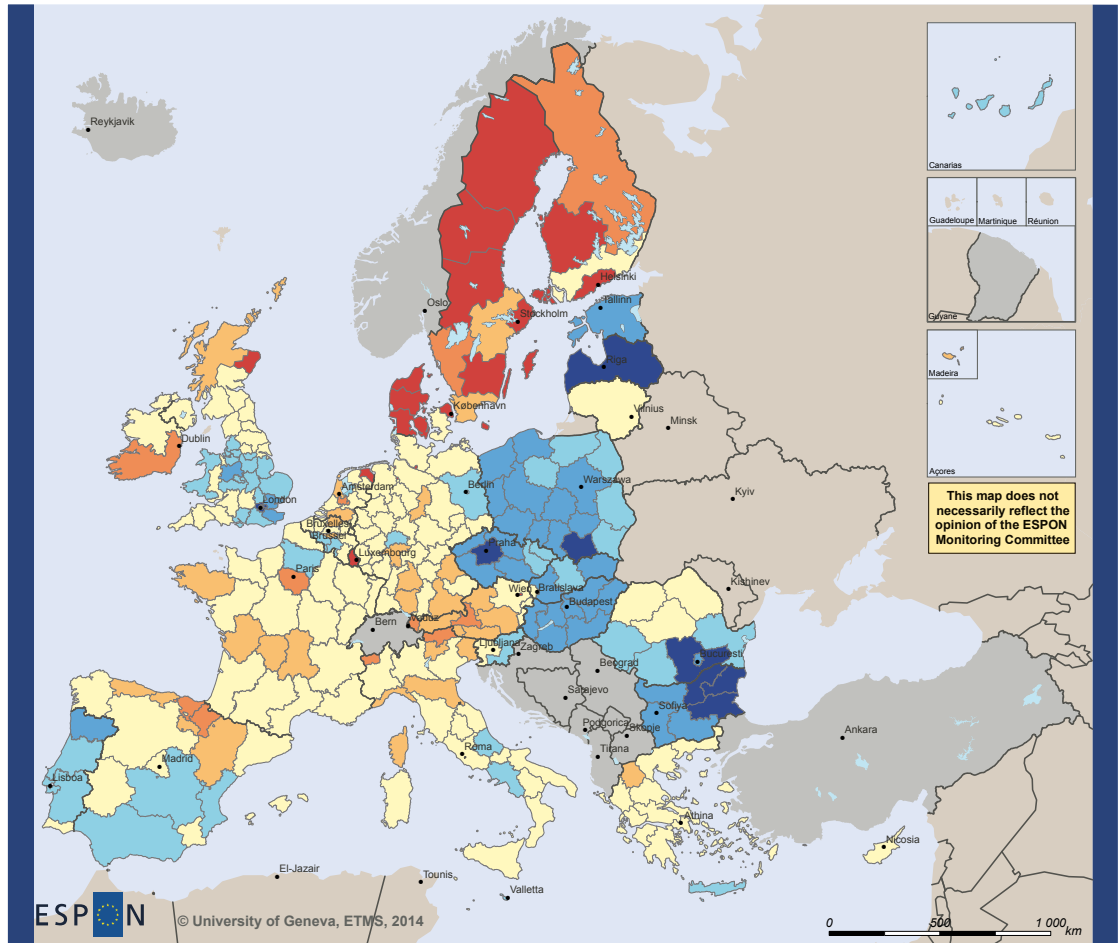 Reykjavik
Canarias
Guadeloupe
Martinique
Réunion
Guyane
Madeira
Açores
This map does not
necessarily reflect the
opinion of the ESPON
Monitoring Committee
Oslo
Helsinki
Tallinn
Stockholm
Riga
København
Vilnius
Minsk
Dublin
Amsterdam
Berlin
Warszawa
London
Kyiv
Bruxelles/
Brussel
Praha
Luxembourg
Paris
Kishinev
Wien
Bratislava
Budapest
Bern
Vaduz
Ljubljana
Zagreb
Bucuresti
Beograd
Sarajevo
Sofiya
Podgorica
Skopje
Ankara
Roma
Tirana
Madrid
Lisboa
Athina
Nicosia
El-Jazair
Tounis
Valletta
ESPON
© University of Geneva, ETMS, 2014
0
500
1 000
km